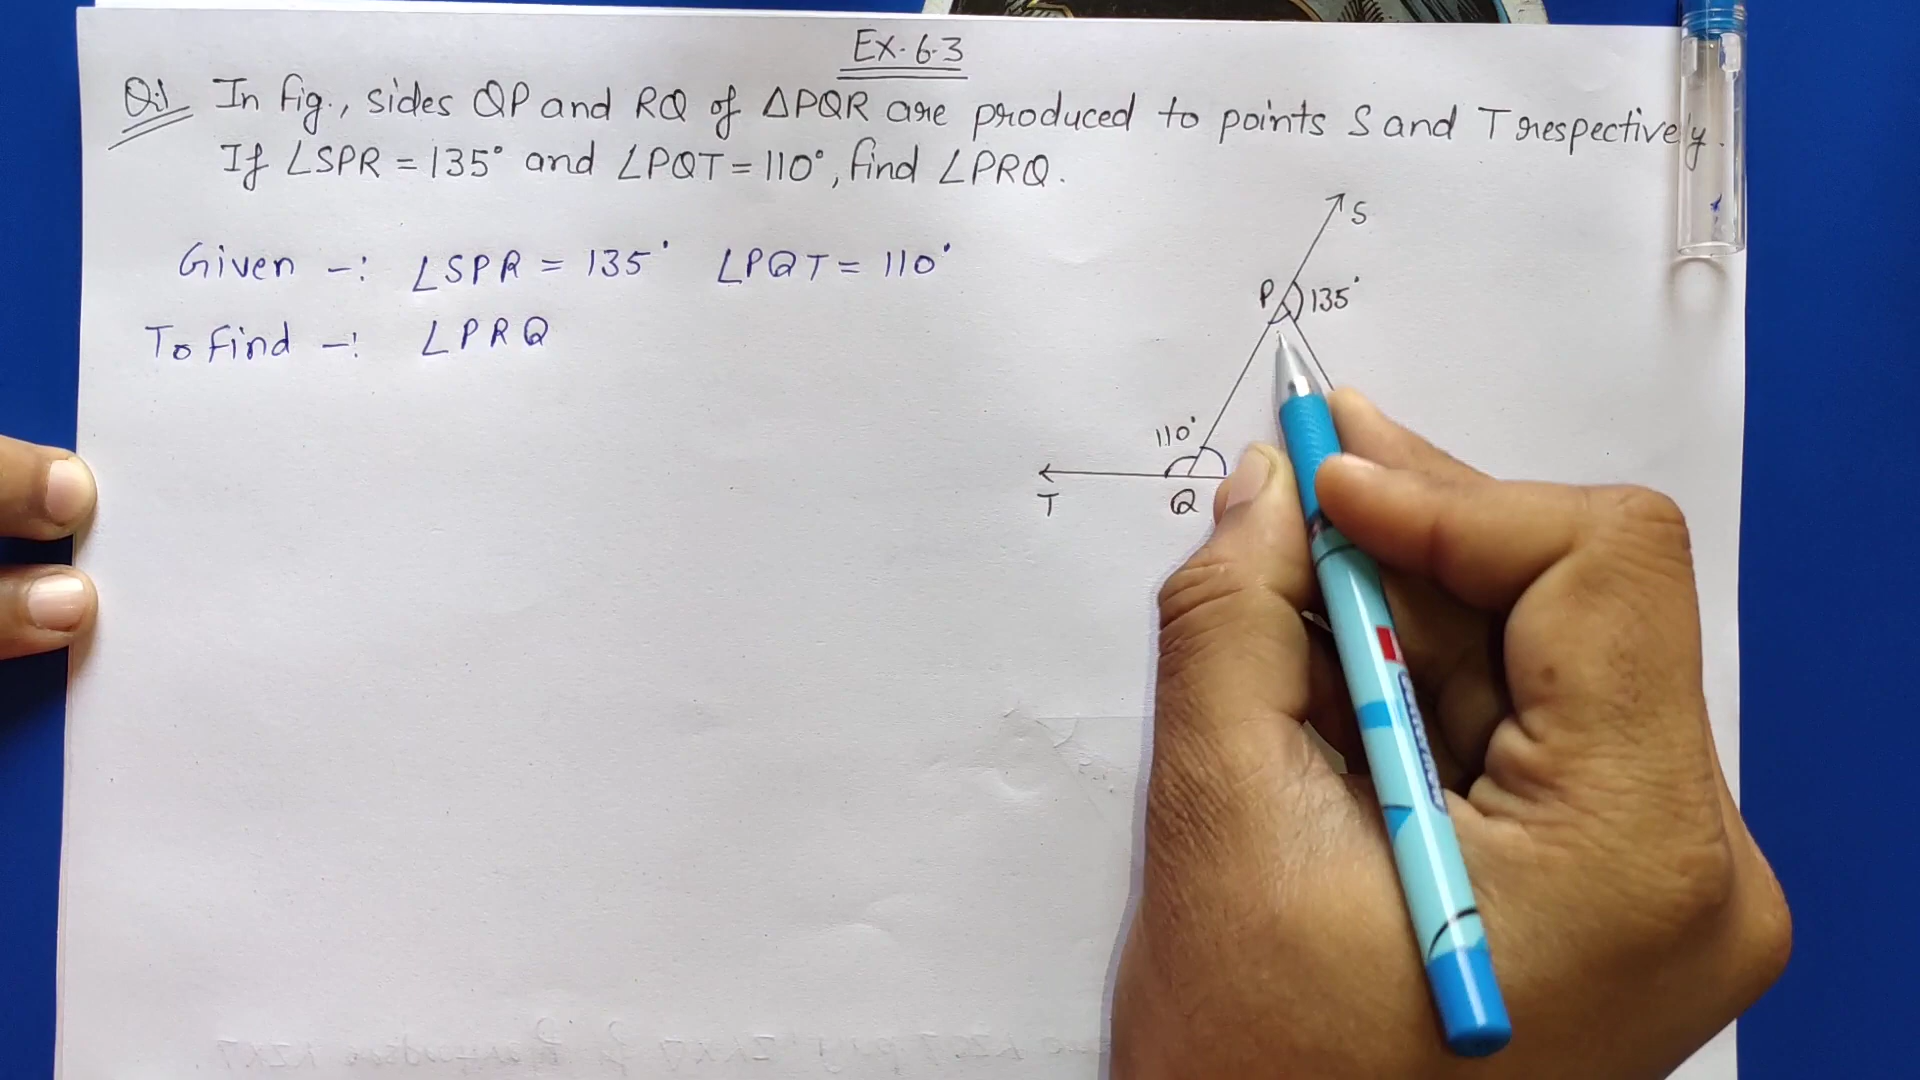 Ex. 6.3
Q.1 In fig., sides QP and RQ of △PQR are produced to points S and T respectively.
If ∠SPR = 135° and ∠PQT = 110°, find ∠PRQ.
Given -: ∠SPR = 135° ∠PQT = 110°
To find -: ∠PRQ
S
P 135°
110°
T Q